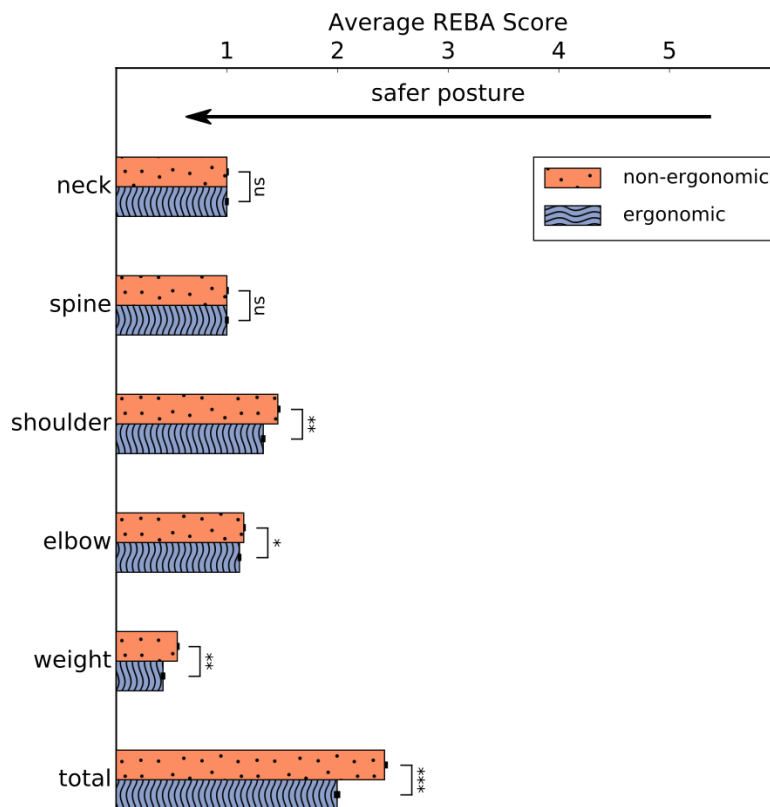 Average REBA Score
1 2 3 4 5
safer posture
non-ergonomic
ergonomic
neck
ns
spine
ns
shoulder
**
elbow
*
weight
**
total
***